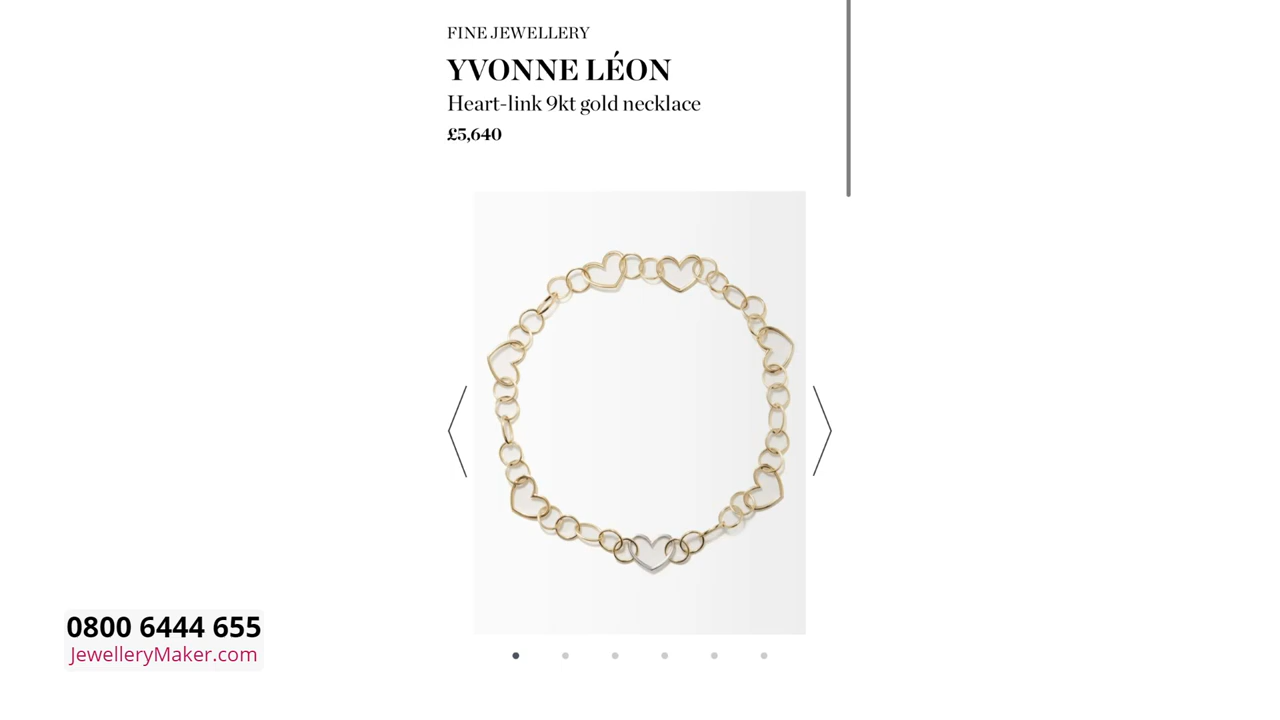 FINE JEWELLERY
YVONNE LÉON
Heart-link 9kt gold necklace
£5,640
0800 6444 655
JewelleryMaker.com